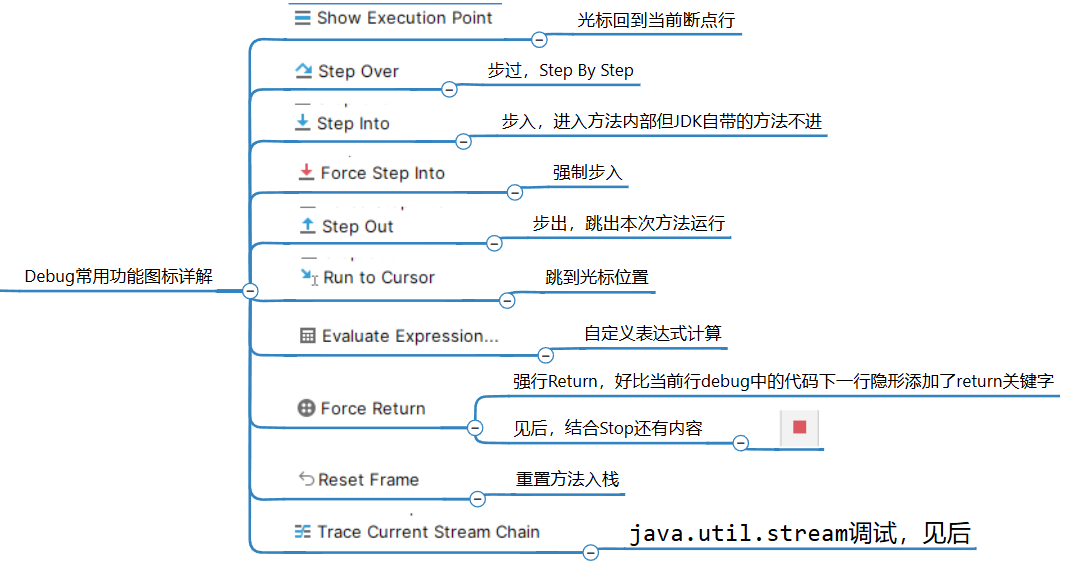 Show Execution Point
光标回到当前断点行
Step Over
步过，Step By Step
Step Into
步入，进入方法内部但JDK自带的方法不进
Force Step Into
强制步入
Step Out
步出，跳出本次方法运行
Debug常用功能图标详解
Run to Cursor
跳到光标位置
Evaluate Expression...
自定义表达式计算
Force Return
强行Return，好比当前行debug中的代码下一行隐形添加了return关键字
见后，结合Stop还有内容
Reset Frame
重置方法入栈
Trace Current Stream Chain
java.util.stream调试，见后